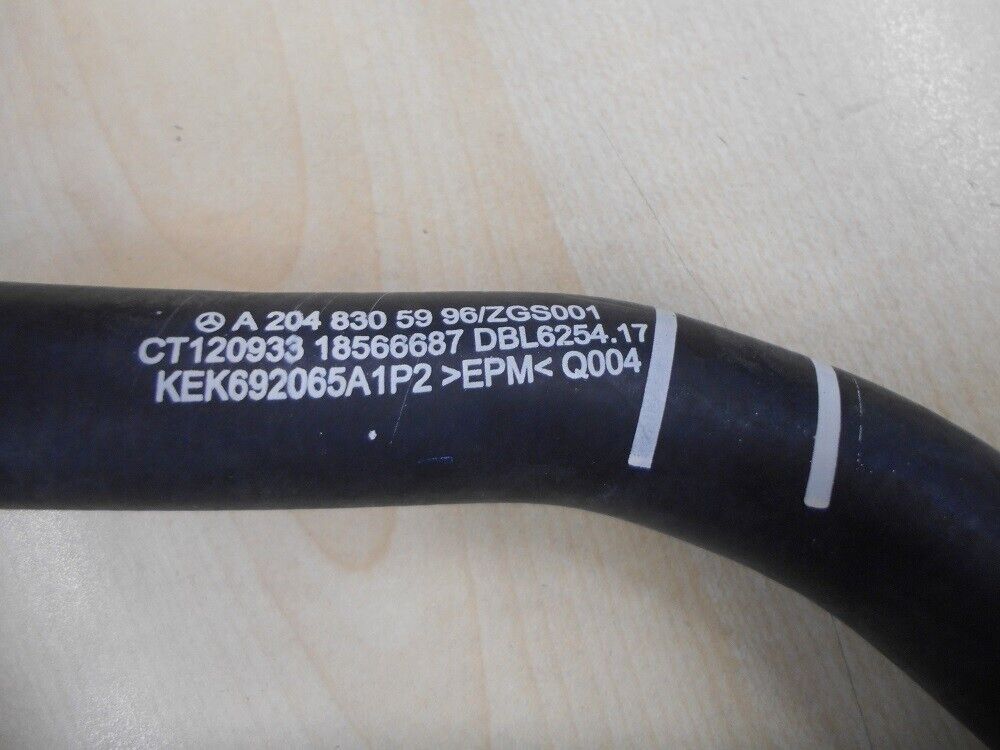 A 204 830 59 96/ZGS001
CT120933 18566687 DBL6254.17
KEK692065A1P2 >EPM< Q004